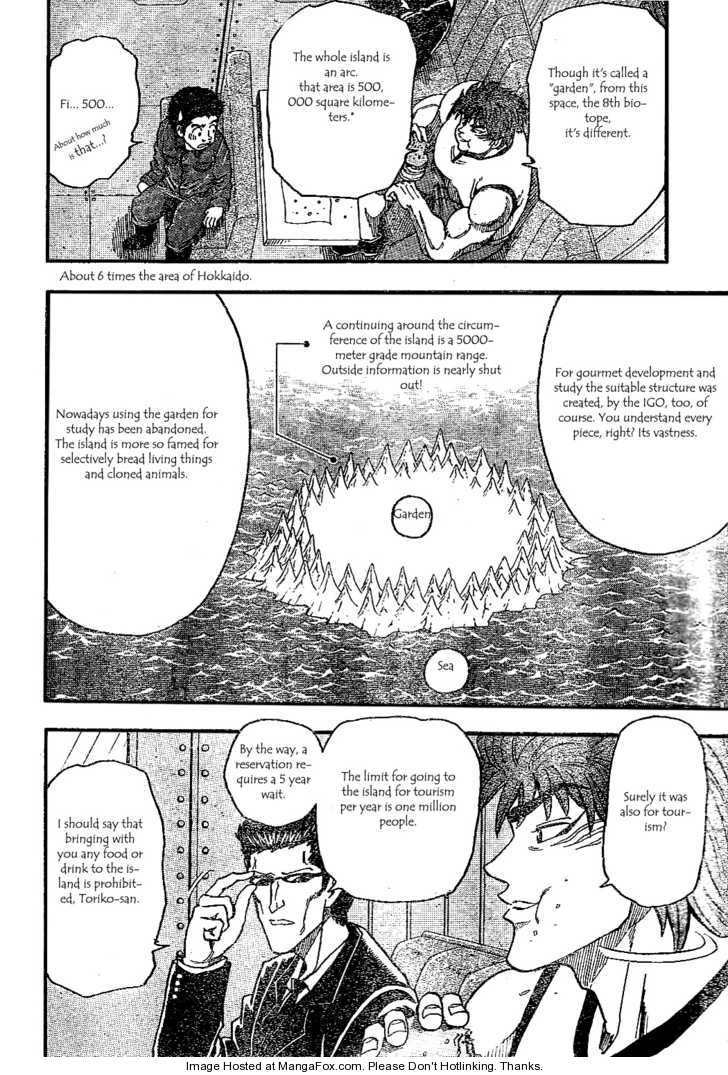 Though it's called a
"garden", from this
space, the 8th bio-
tope,
it's different.
The whole island is
an arc.
that area is 500,
000 square kilome-
ters.*
Fi... 500...
About how much
is that...?
About 6 times the area of Hokkaido.
For gourmet development and
study the suitable structure was
created, by the IGO, too, of
course. You understand every
piece, right? Its vastness.
A continuing around the circum-
ference of the island is a 5000-
meter grade mountain range.
Outside information is nearly shut
out!
Nowadays using the garden for
study has been abandoned.
The island is more so famed for
selectively bread living things
and cloned animals.
Garden
Sea
Surely it was
also for tour-
ism?
The limit for going to
the island for tourism
per year is one million
people.
By the way, a
reservation re-
quires a 5 year
wait.
I should say that
bringing with
you any food or
drink to the is-
land is prohibit-
ed, Toriko-san.
Image Hosted at MangaFox.com. Please Don't Hotlinking. Thanks.